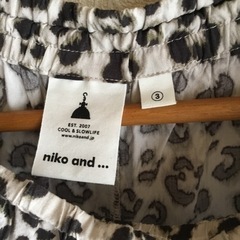 EST. 2007
COOL & SLOWLIFE
www.nikoand.jp
niko and ...
3